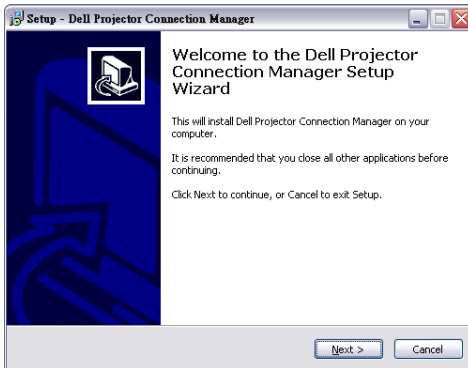 Setup - Dell Projector Connection Manager
Welcome to the Dell Projector
Connection Manager Setup
Wizard
This will install Dell Projector Connection Manager on your
computer.
It is recommended that you close all other applications before
continuing.
Click Next to continue, or Cancel to exit Setup.
Next >
Cancel